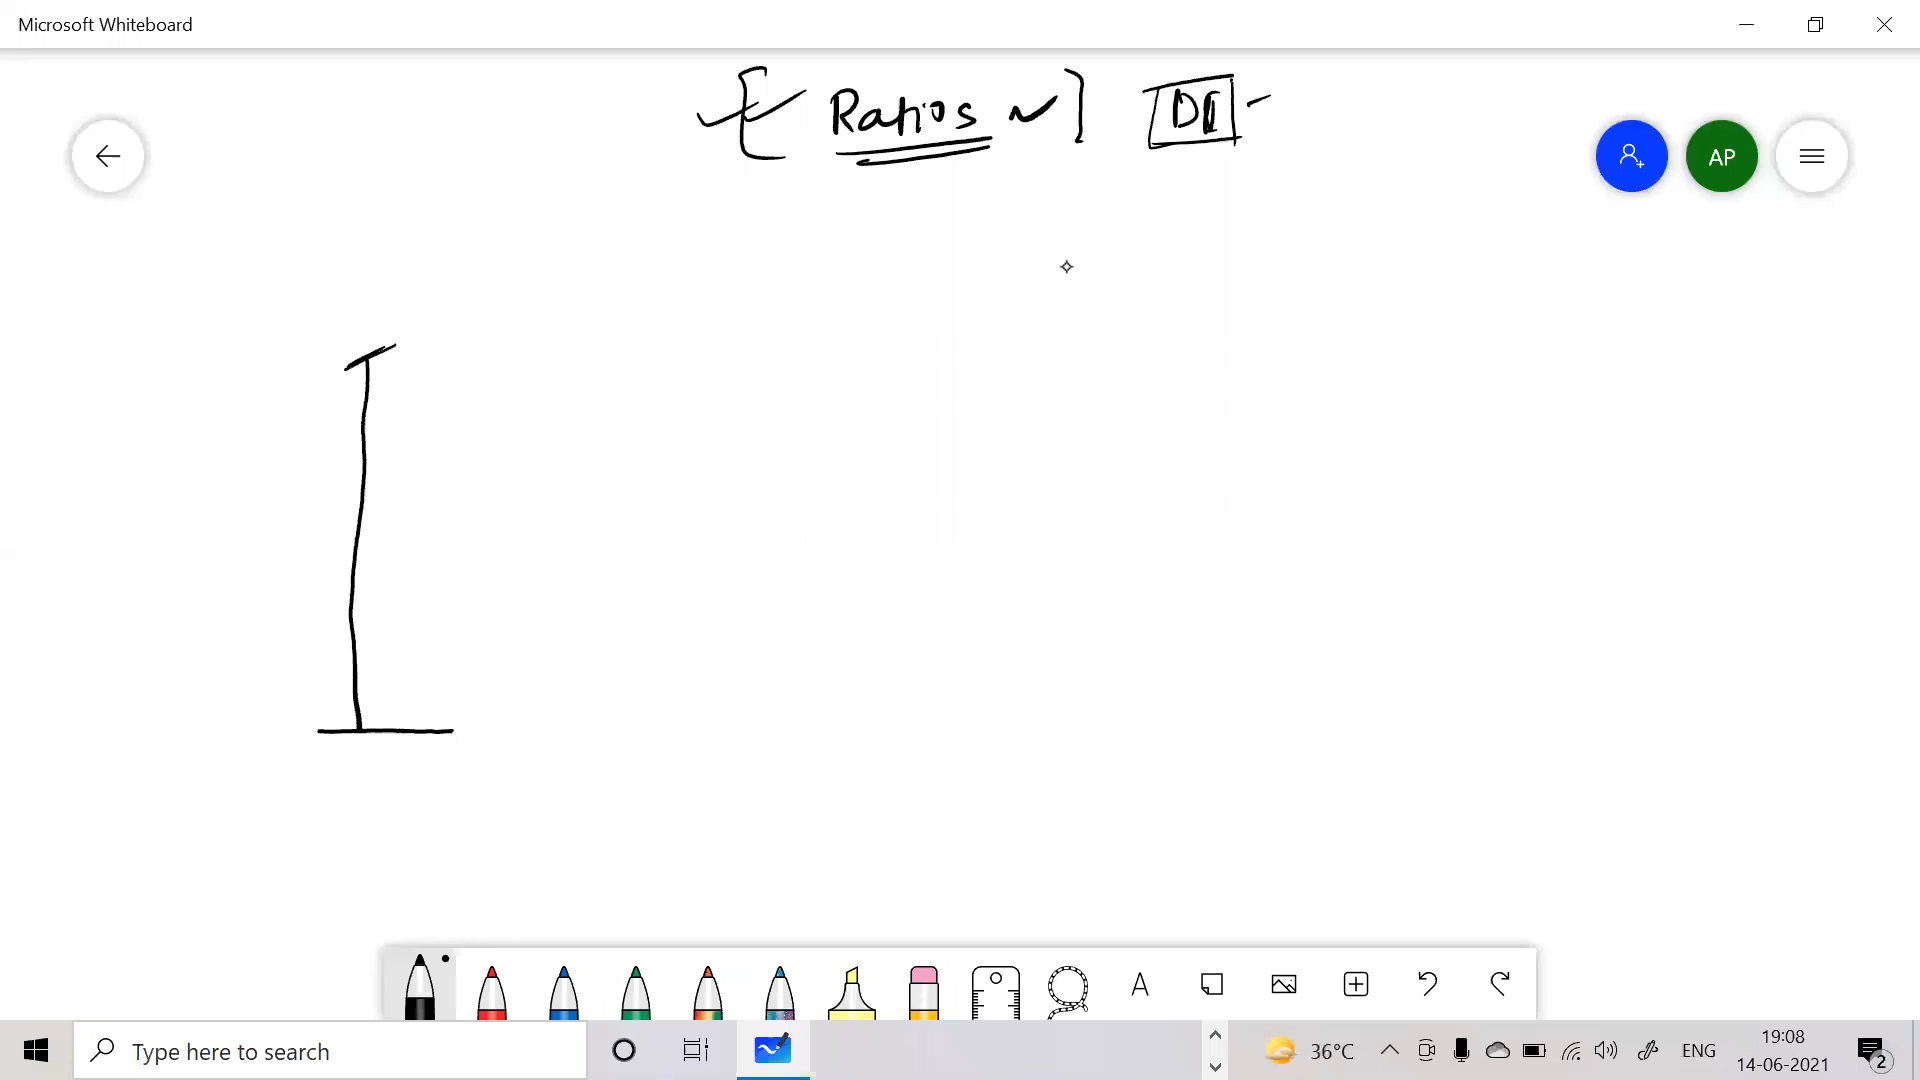 Microsoft Whiteboard
Ratios DI
AP
A
Type here to search
36°C
ENG
19:08
14-06-2021
2